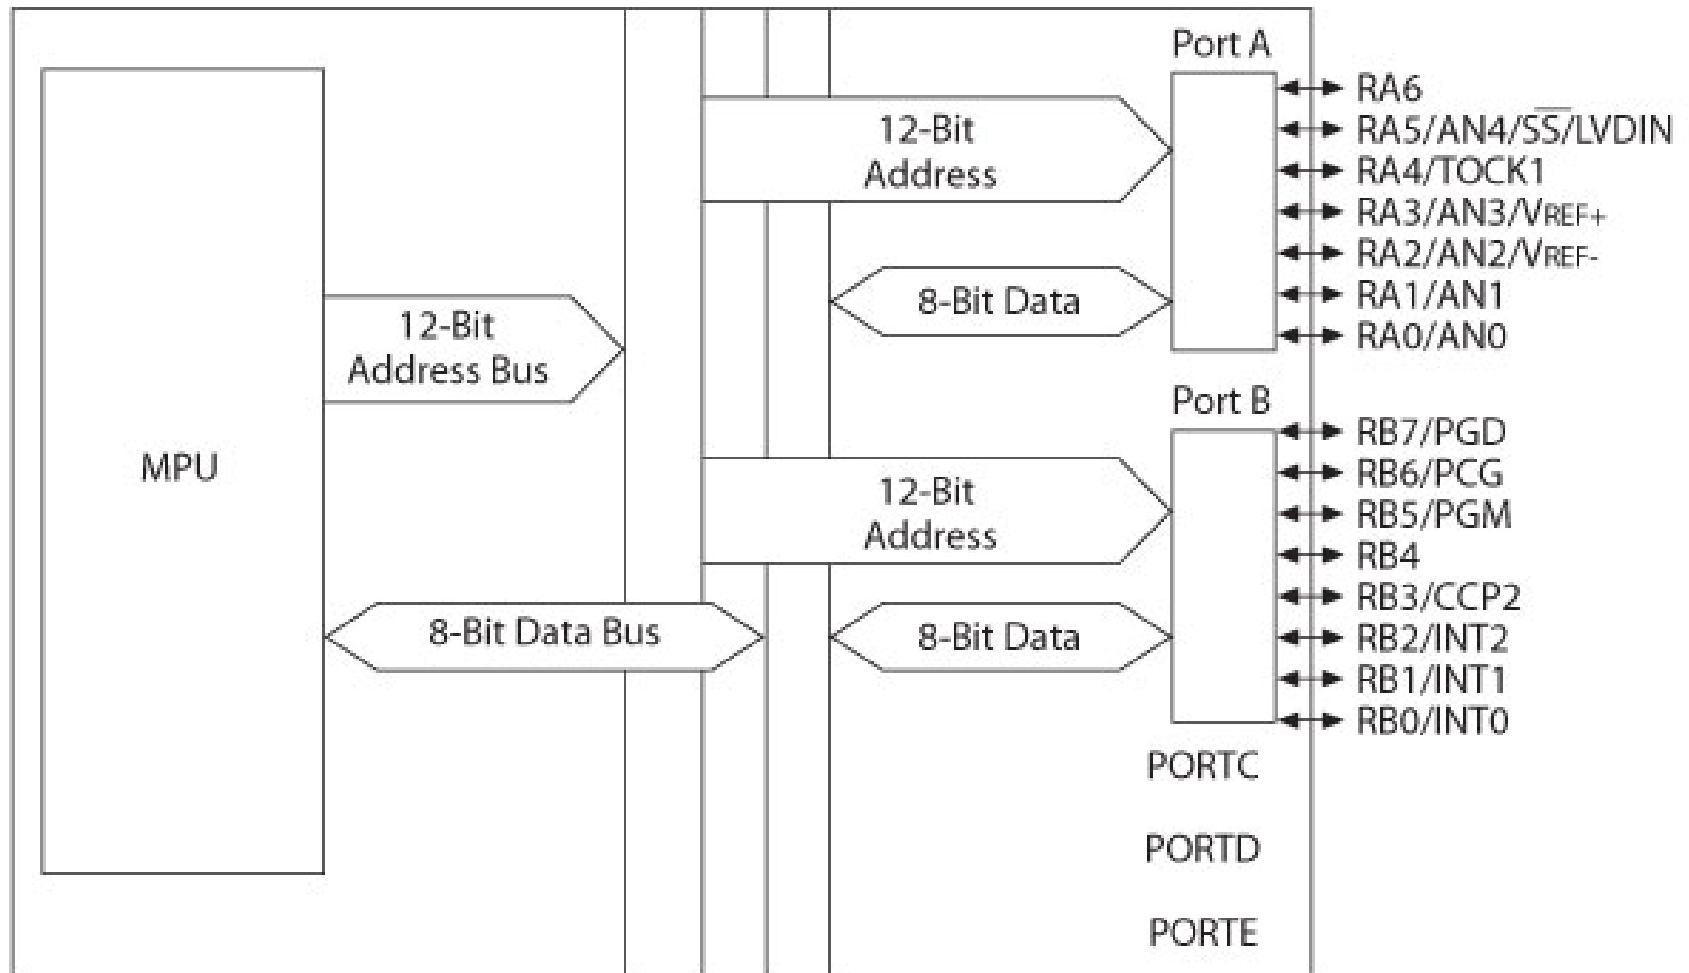 Port A
RA6
RA5/AN4/S̅S̅/LVDIN
RA4/TOCK1
RA3/AN3/VREF+
RA2/AN2/VREF-
RA1/AN1
RA0/AN0
12-Bit
Address
8-Bit Data
12-Bit
Address Bus
MPU
Port B
RB7/PGD
RB6/PCG
RB5/PGM
RB4
RB3/CCP2
RB2/INT2
RB1/INT1
RB0/INT0
12-Bit
Address
8-Bit Data Bus
8-Bit Data
PORTC
PORTD
PORTE